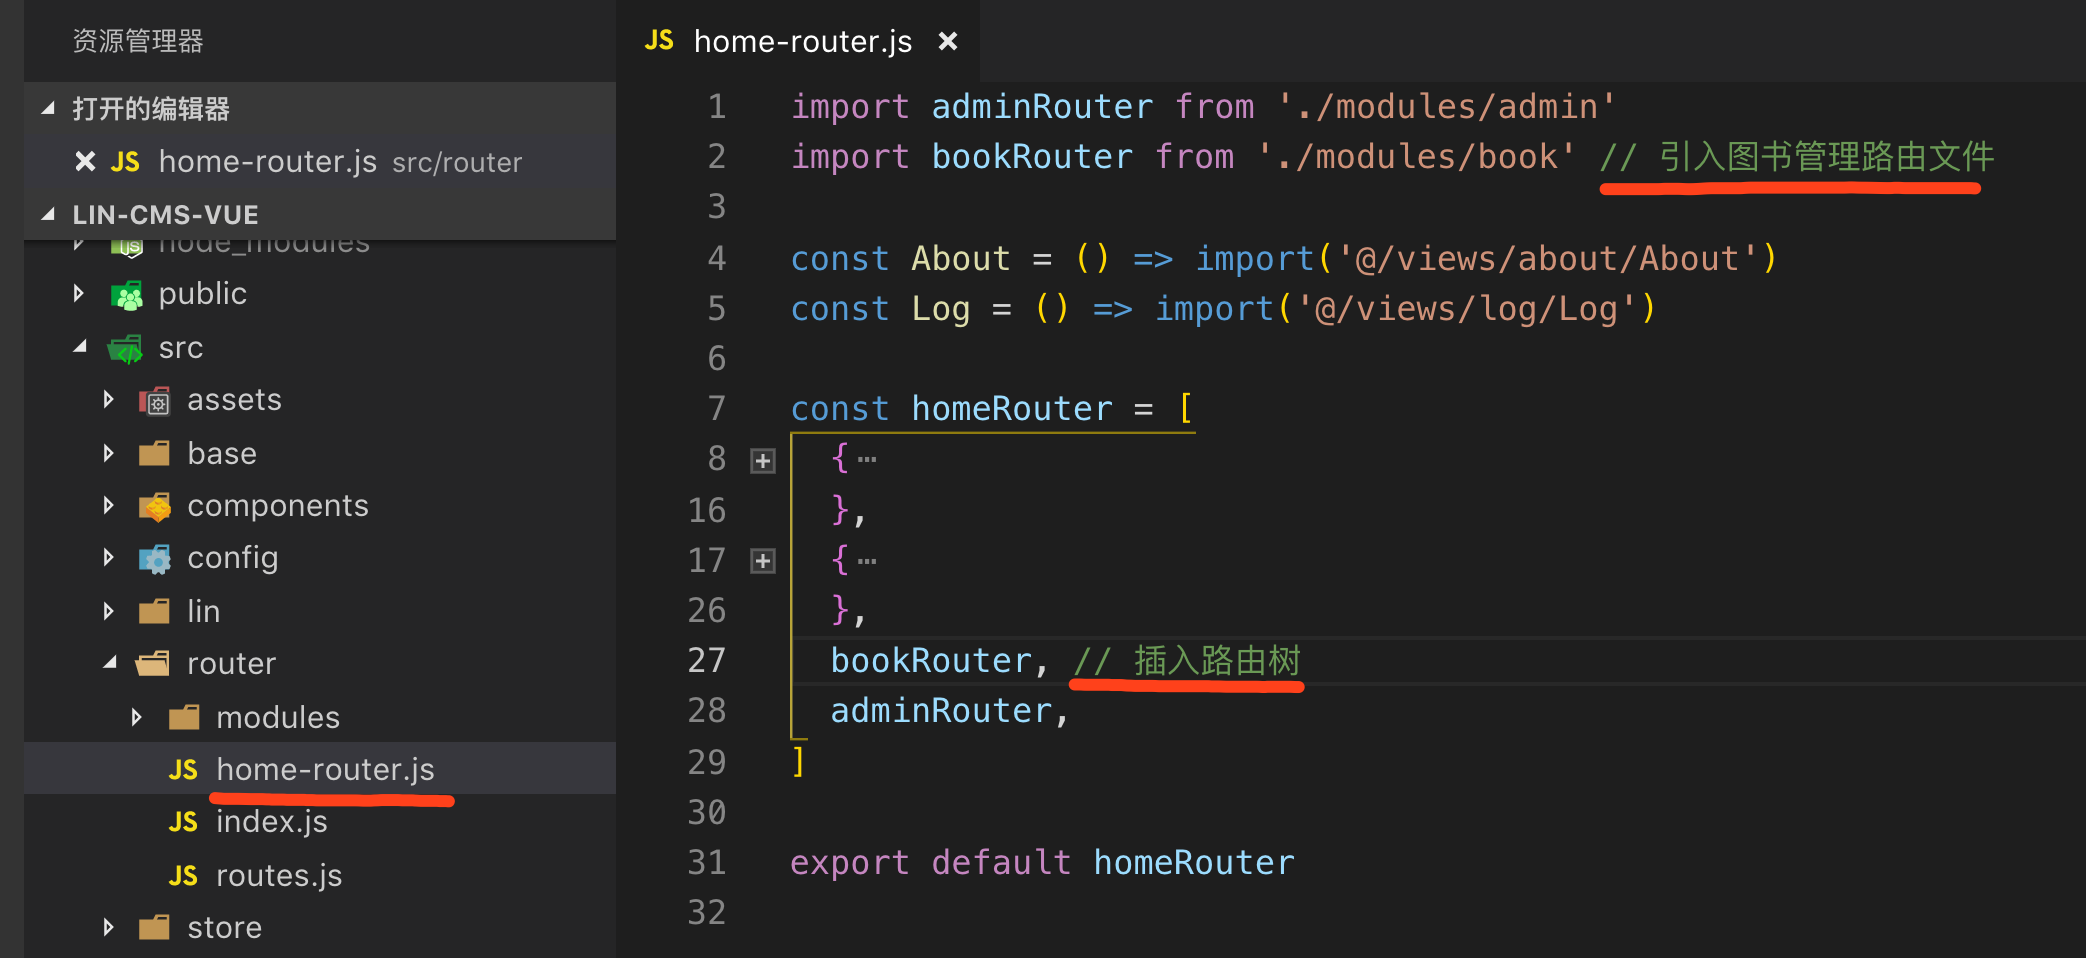 资源管理器
打开的编辑器
JS home-router.js src/router
LIN-CMS-VUE
node_modules
public
src
assets
base
components
config
lin
router
modules
JS home-router.js
JS index.js
JS routes.js
store
JS home-router.js
1 import adminRouter from './modules/admin'
2 import bookRouter from './modules/book' // 引入图书管理路由文件
3
4 const About = () => import('@/views/about/About')
5 const Log = () => import('@/views/log/Log')
6
7 const homeRouter = [
8 { ⋯
16 },
17 { ⋯
26 },
27 bookRouter, // 插入路由树
28 adminRouter,
29 ]
30
31 export default homeRouter
32